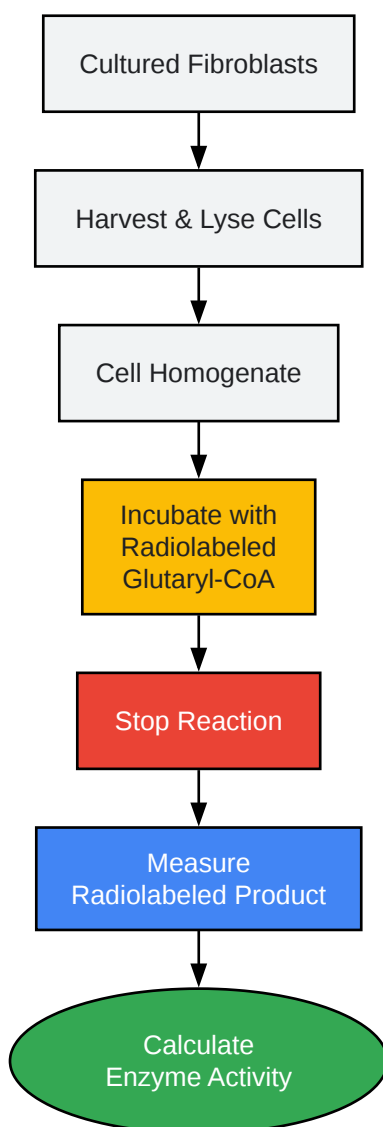 Cultured Fibroblasts
Harvest & Lyse Cells
Cell Homogenate
Incubate with
Radiolabeled
Glutaryl-CoA
Stop Reaction
Measure
Radiolabeled Product
Calculate
Enzyme Activity